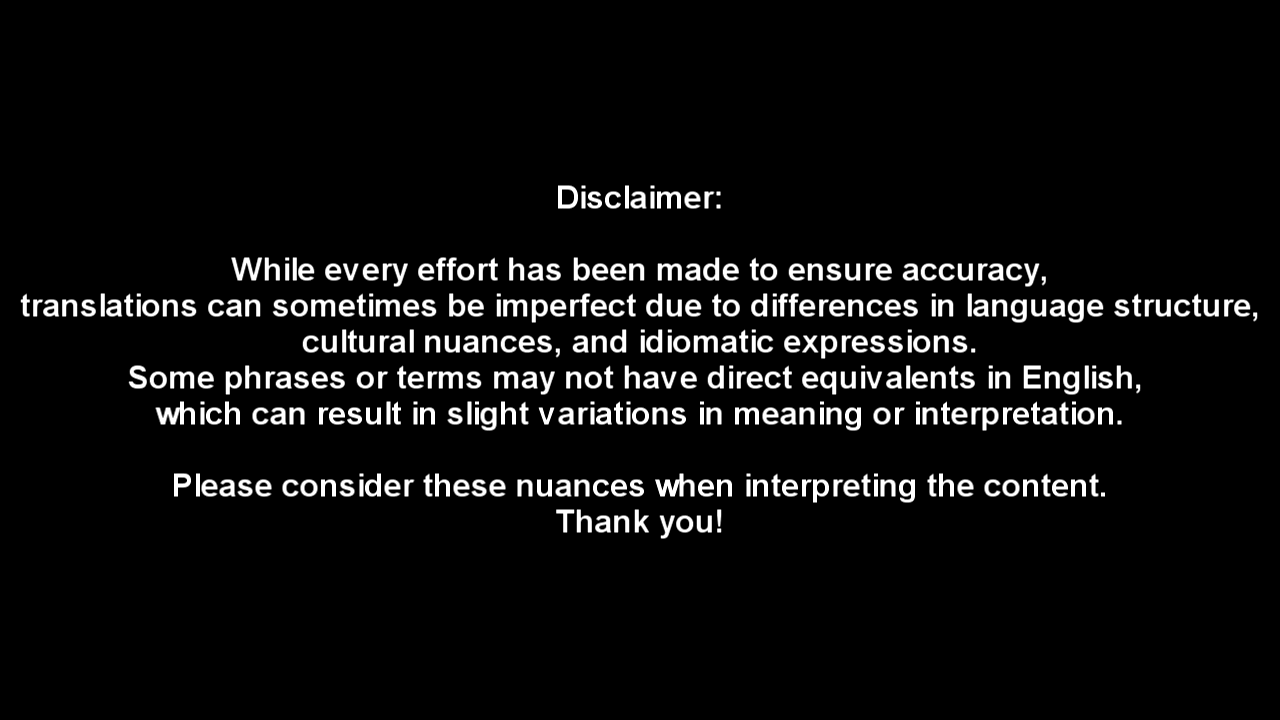 Disclaimer:
While every effort has been made to ensure accuracy,
translations can sometimes be imperfect due to differences in language structure,
cultural nuances, and idiomatic expressions.
Some phrases or terms may not have direct equivalents in English,
which can result in slight variations in meaning or interpretation.
Please consider these nuances when interpreting the content.
Thank you!